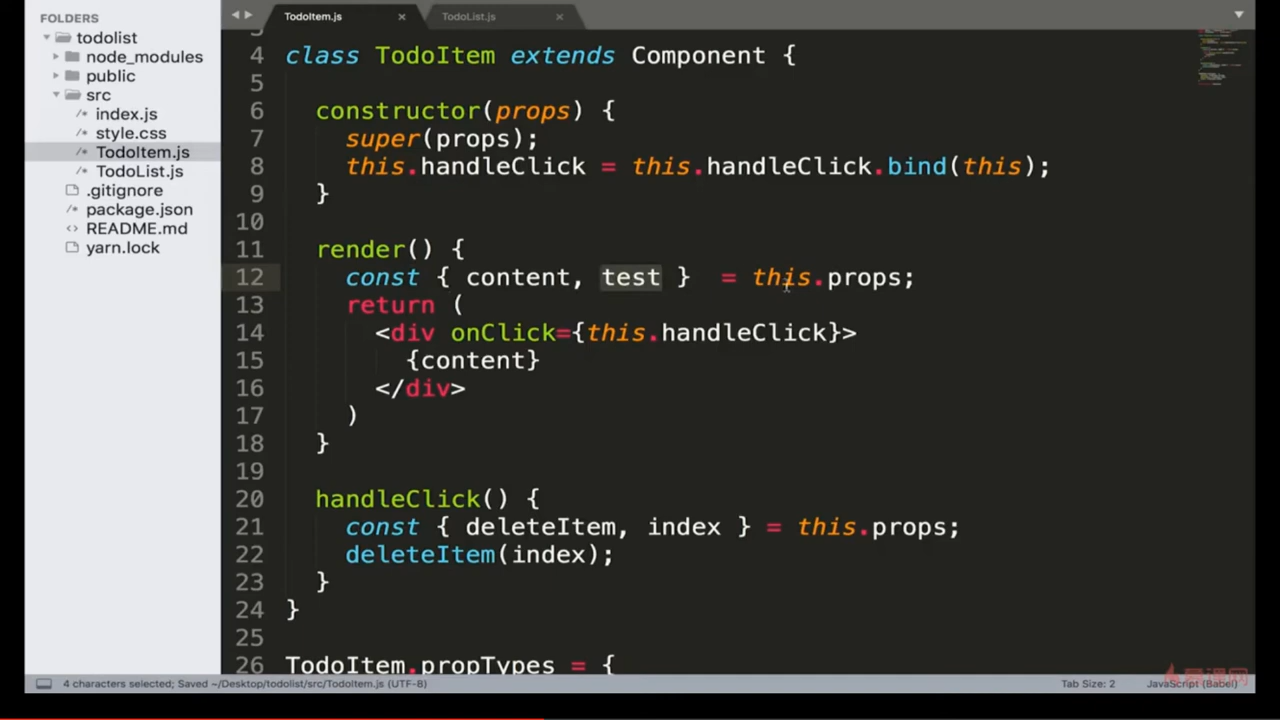 FOLDERS
todolist
node_modules
public
src
index.js
style.css
TodoItem.js
TodoList.js
.gitignore
package.json
README.md
yarn.lock
TodoItem.js × TodoList.js ×
4 class TodoItem extends Component {
5
6 constructor(props) {
7 super(props);
8 this.handleClick = this.handleClick.bind(this);
9 }
10
11 render() {
12 const { content, test }  = this.props;
13 return (
14 <div onClick={this.handleClick}>
15 {content}
16 </div>
17 )
18 }
19
20 handleClick() {
21 const { deleteItem, index } = this.props;
22 deleteItem(index);
23 }
24 }
25
26 TodoItem.propTypes = {
4 characters selected; Saved ~/Desktop/todolist/src/TodoItem.js (UTF-8) Tab Size: 2 JavaScript (Babel)
慕课网